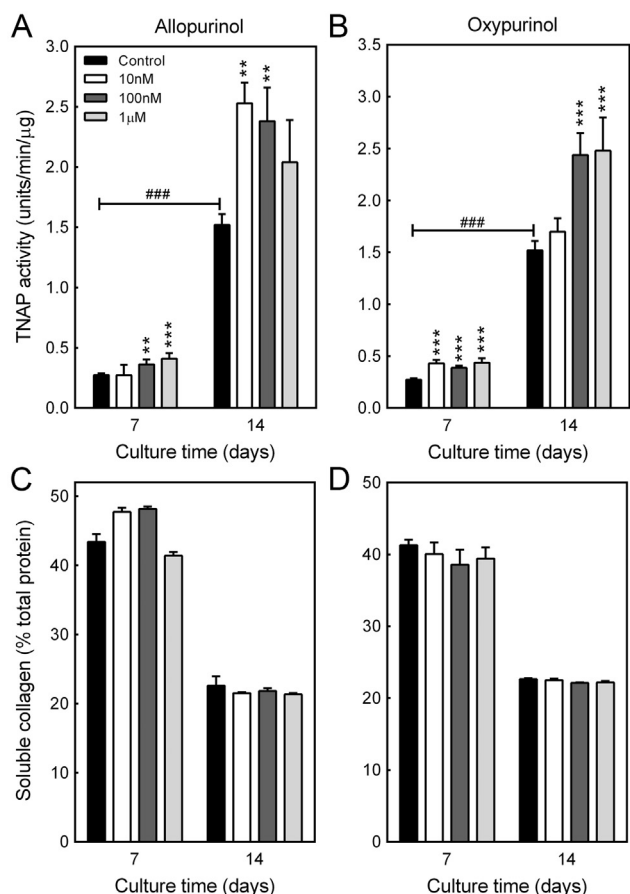 A
Allopurinol
TNAP activity (units/min/μg)
3.0
2.5
2.0
1.5
1.0
0.5
0.0
Control
10nM
100nM
1μM
###
**
***
**
**
7
14
Culture time (days)
B
Oxypurinol
3.5
3.0
2.5
2.0
1.5
1.0
0.5
0.0
###
***
***
***
***
***
7
14
Culture time (days)
C
Soluble collagen (% total protein)
50
40
30
20
10
0
7
14
Culture time (days)
D
50
40
30
20
10
0
7
14
Culture time (days)